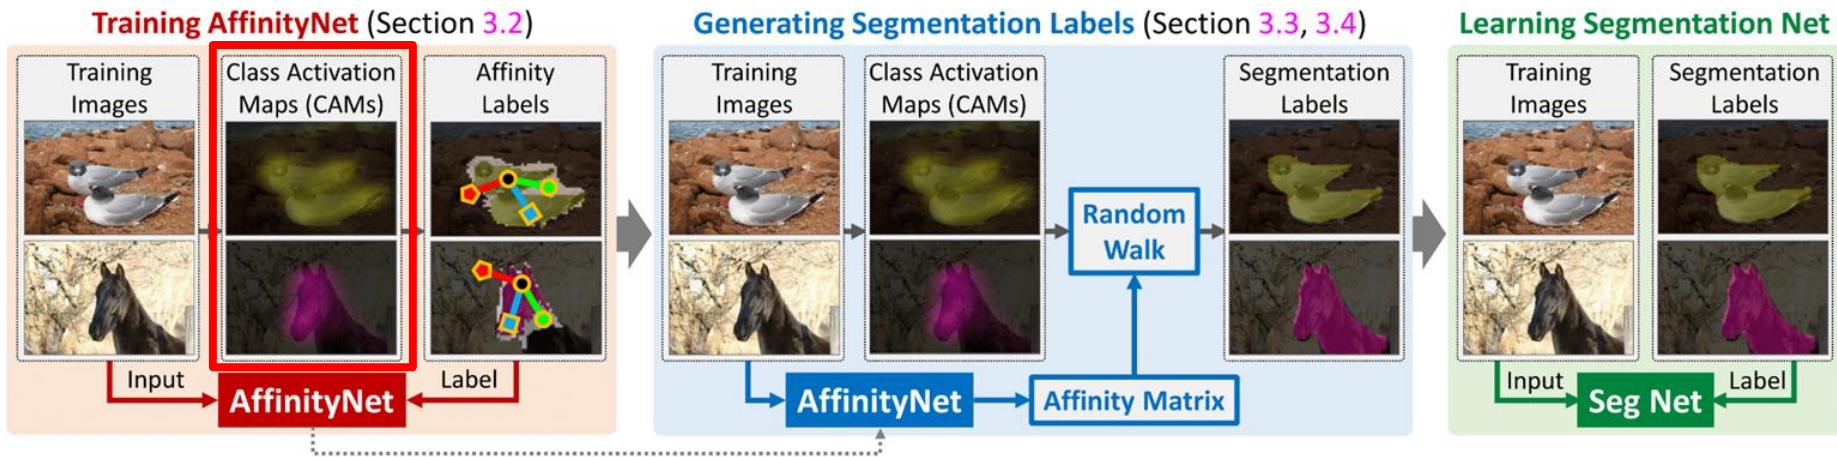 Training AffinityNet (Section 3.2)
Training
Images
Class Activation
Maps (CAMs)
Affinity
Labels
Input
Label
AffinityNet
Generating Segmentation Labels (Section 3.3, 3.4)
Training
Images
Class Activation
Maps (CAMs)
Segmentation
Labels
Random
Walk
AffinityNet
Affinity Matrix
Learning Segmentation Net
Training
Images
Segmentation
Labels
Input
Label
Seg Net